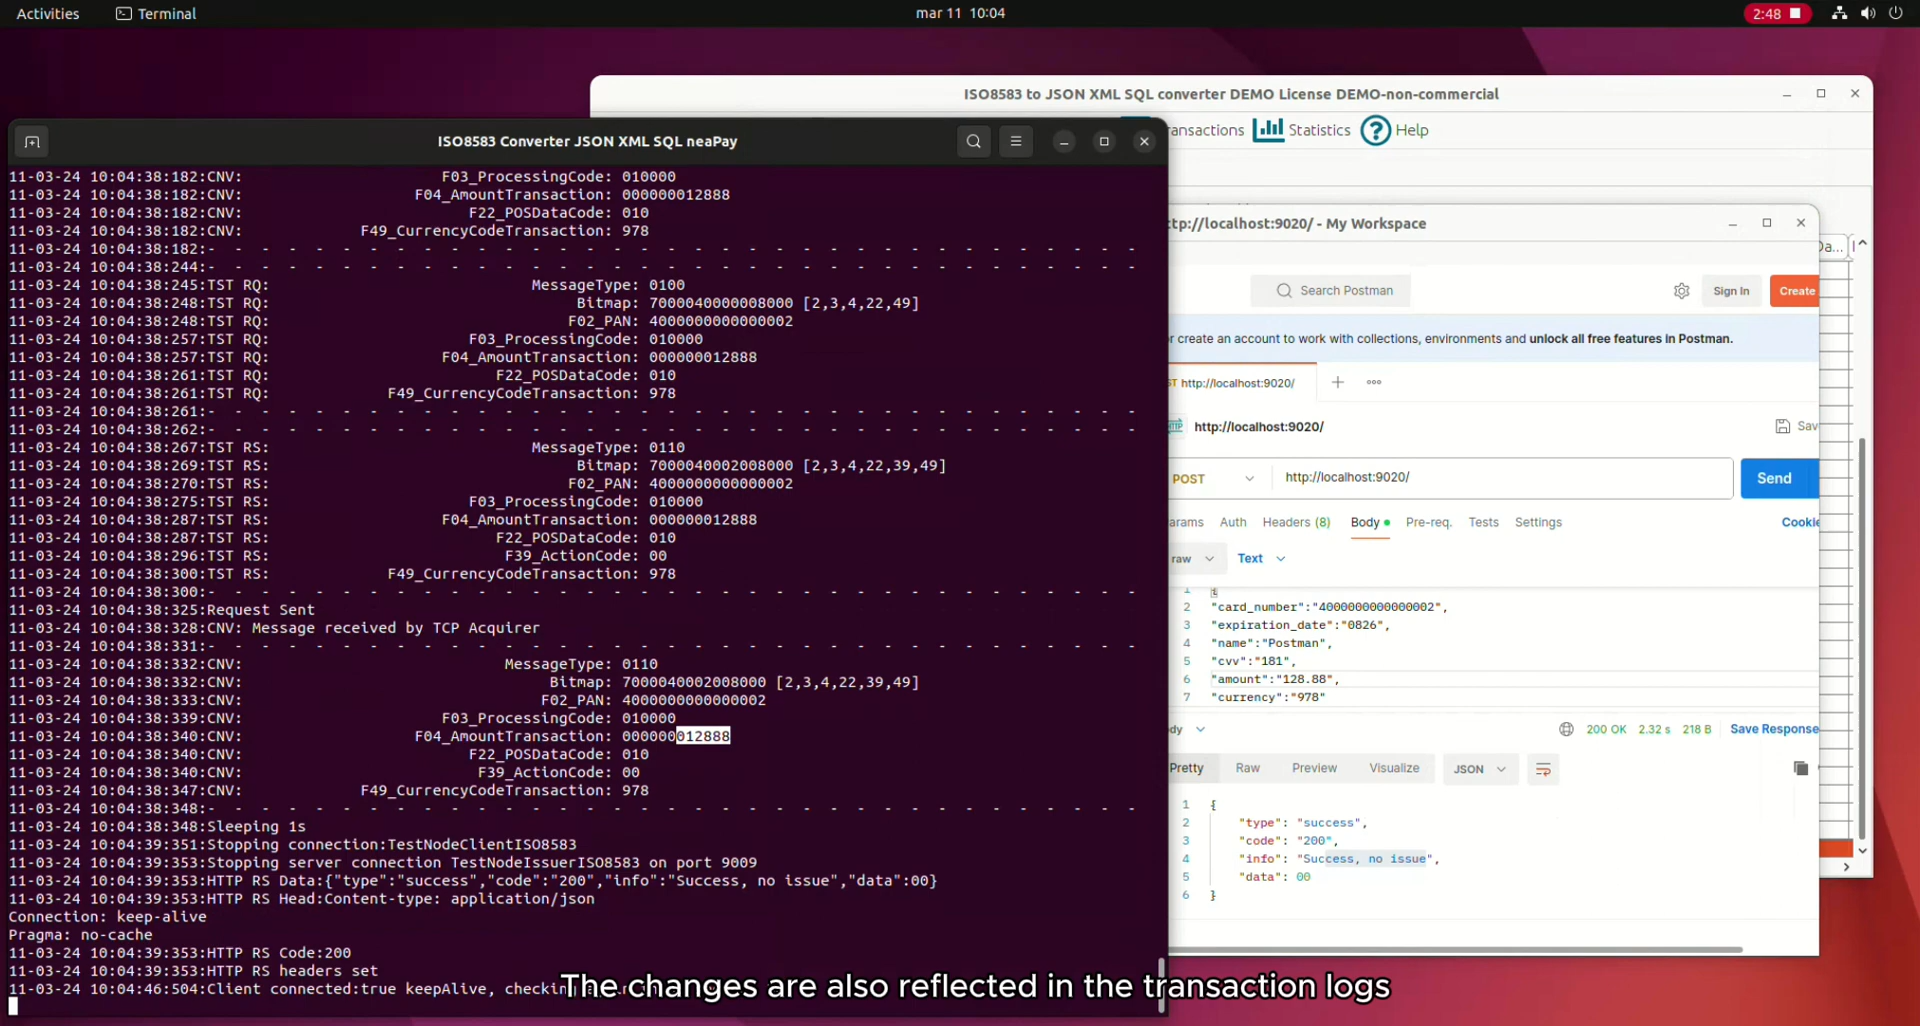 Activities
Terminal
mar 11 10:04
2:48
ISO8583 to JSON XML SQL converter DEMO License DEMO-non-commercial
ansactions
Statistics
Help
ISO8583 Converter JSON XML SQL neaPay
11-03-24 10:04:38:182:CNV: F03_ProcessingCode: 010000
11-03-24 10:04:38:182:CNV: F04_AmountTransaction: 000000012888
11-03-24 10:04:38:182:CNV: F22_POSDataCode: 010
11-03-24 10:04:38:182:CNV: F49_CurrencyCodeTransaction: 978
11-03-24 10:04:38:182:- - - - - - - - - - - - - - - - - - - - - - - - - - - - - - - - - - -
11-03-24 10:04:38:244:- - - - - - - - - - - - - - - - - - - - - - - - - - - - - - - - - - -
11-03-24 10:04:38:245:TST RQ: MessageType: 0100
11-03-24 10:04:38:248:TST RQ: Bitmap: 7000040000008000 [2,3,4,22,49]
11-03-24 10:04:38:248:TST RQ: F02_PAN: 4000000000000002
11-03-24 10:04:38:257:TST RQ: F03_ProcessingCode: 010000
11-03-24 10:04:38:257:TST RQ: F04_AmountTransaction: 000000012888
11-03-24 10:04:38:261:TST RQ: F22_POSDataCode: 010
11-03-24 10:04:38:261:TST RQ: F49_CurrencyCodeTransaction: 978
11-03-24 10:04:38:261:- - - - - - - - - - - - - - - - - - - - - - - - - - - - - - - - - - -
11-03-24 10:04:38:262:- - - - - - - - - - - - - - - - - - - - - - - - - - - - - - - - - - -
11-03-24 10:04:38:267:TST RS: MessageType: 0110
11-03-24 10:04:38:269:TST RS: Bitmap: 7000040002008000 [2,3,4,22,39,49]
11-03-24 10:04:38:270:TST RS: F02_PAN: 4000000000000002
11-03-24 10:04:38:275:TST RS: F03_ProcessingCode: 010000
11-03-24 10:04:38:287:TST RS: F04_AmountTransaction: 000000012888
11-03-24 10:04:38:287:TST RS: F22_POSDataCode: 010
11-03-24 10:04:38:296:TST RS: F39_ActionCode: 00
11-03-24 10:04:38:300:TST RS: F49_CurrencyCodeTransaction: 978
11-03-24 10:04:38:300:- - - - - - - - - - - - - - - - - - - - - - - - - - - - - - - - - - -
11-03-24 10:04:38:325:Request Sent
11-03-24 10:04:38:328:CNV: Message received by TCP Acquirer
11-03-24 10:04:38:331:- - - - - - - - - - - - - - - - - - - - - - - - - - - - - - - - - - -
11-03-24 10:04:38:332:CNV: MessageType: 0110
11-03-24 10:04:38:332:CNV: Bitmap: 7000040002008000 [2,3,4,22,39,49]
11-03-24 10:04:38:333:CNV: F02_PAN: 4000000000000002
11-03-24 10:04:38:339:CNV: F03_ProcessingCode: 010000
11-03-24 10:04:38:340:CNV: F04_AmountTransaction: 000000012888
11-03-24 10:04:38:340:CNV: F22_POSDataCode: 010
11-03-24 10:04:38:340:CNV: F39_ActionCode: 00
11-03-24 10:04:38:347:CNV: F49_CurrencyCodeTransaction: 978
11-03-24 10:04:38:348:- - - - - - - - - - - - - - - - - - - - - - - - - - - - - - - - - - -
11-03-24 10:04:38:348:Sleeping 1s
11-03-24 10:04:38:351:Stopping connection:TestNodeClientISO8583
11-03-24 10:04:39:353:Stopping server connection TestNodeIssuerISO8583 on port 9009
11-03-24 10:04:39:353:HTTP RS Data:{"type":"success","code":"200","info":"Success, no issue","data":00}
11-03-24 10:04:39:353:HTTP RS Head:Content-type: application/json
Connection: keep-alive
Pragma: no-cache
11-03-24 10:04:39:353:HTTP RS Code:200
11-03-24 10:04:39:353:HTTP RS headers set
11-03-24 10:04:46:504:Client connected:true keepAlive,
The changes are also reflected in the transaction logs
tp://localhost:9020/ - My Workspace
Da...
Search Postman
Sign In
Create
r create an account to work with collections, environments and unlock all free features in Postman.
ST http://localhost:9020/
HTTP
http://localhost:9020/
Sav
POST
http://localhost:9020/
Send
arams Auth Headers (8) Body Pre-req. Tests Settings
Cookie
raw
Text
1 {
2 "card_number":"4000000000000002",
3 "expiration_date":"0826",
4 "name":"Postman",
5 "cvv":"181",
6 "amount":"128.88",
7 "currency":"978"
dy
200 OK 2.32 s 218 B Save Response
Pretty Raw Preview Visualize JSON
1 {
2 "type": "success",
3 "code": "200",
4 "info": "Success, no issue",
5 "data": 00
6 }